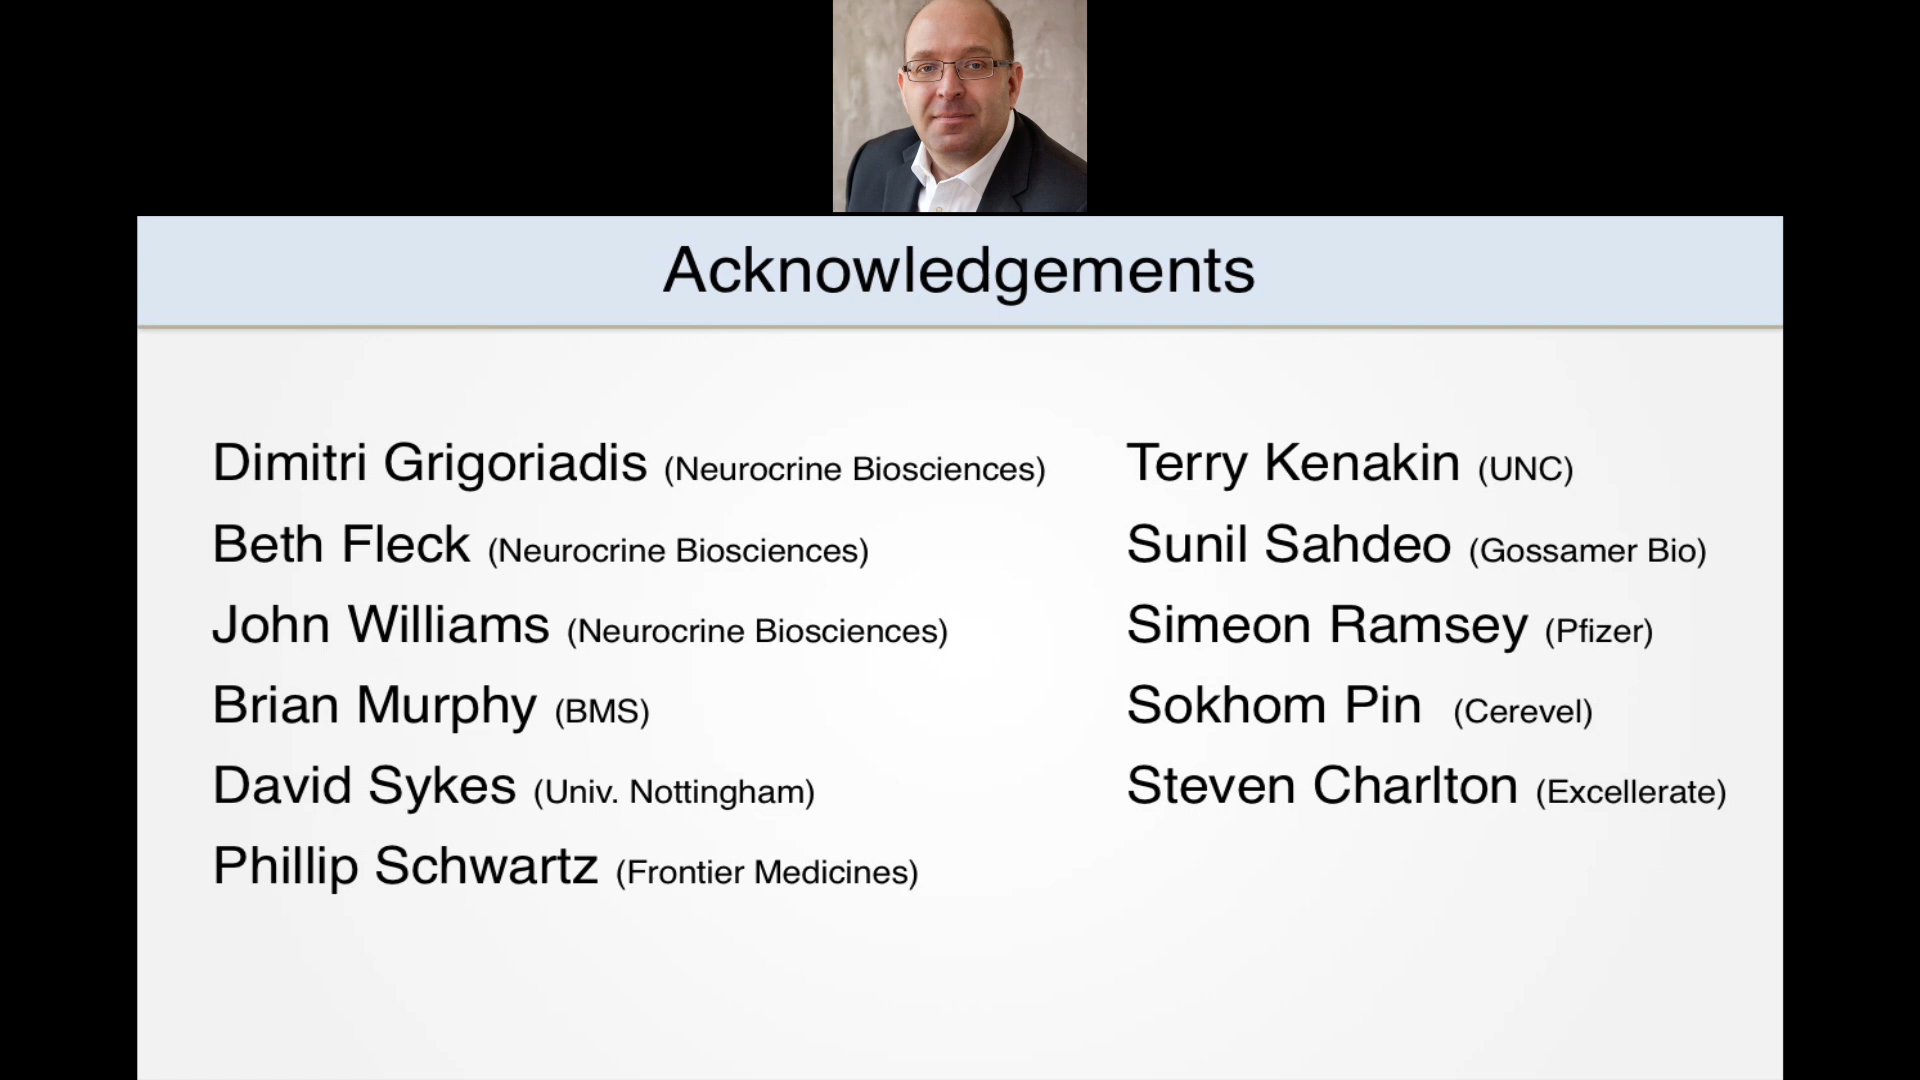 Acknowledgements
Dimitri Grigoriadis (Neurocrine Biosciences)
Beth Fleck (Neurocrine Biosciences)
John Williams (Neurocrine Biosciences)
Brian Murphy (BMS)
David Sykes (Univ. Nottingham)
Phillip Schwartz (Frontier Medicines)
Terry Kenakin (UNC)
Sunil Sahdeo (Gossamer Bio)
Simeon Ramsey (Pfizer)
Sokhom Pin (Cerevel)
Steven Charlton (Excellerate)